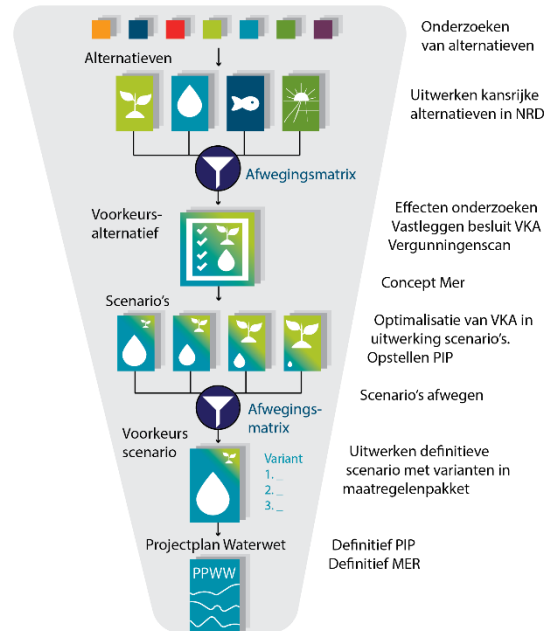 Onderzoeken
van alternatieven
Alternatieven
Uitwerken kansrijke
alternatieven in NRD
Afwegingsmatrix
Voorkeurs-
alternatief
Effecten onderzoeken
Vastleggen besluit VKA
Vergunningenscan
Concept Mer
Scenario's
Optimalisatie van VKA in
uitwerking scenario's.
Opstellen PIP
Scenario's afwegen
Afwegings-
matrix
Voorkeurs
scenario
Variant
1. _
2. _
3. _
Uitwerken definitieve
scenario met varianten in
maatregelenpakket
Projectplan Waterwet
Definitief PIP
Definitief MER
PPWW